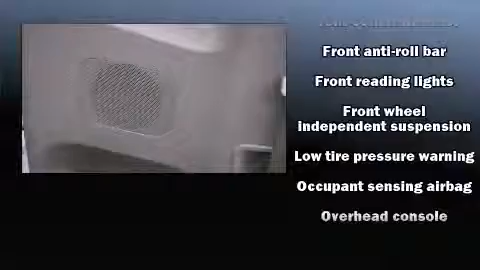 Front anti-roll bar
Front reading lights
Front wheel
independent suspension
Low tire pressure warning
Occupant sensing airbag
Overhead console